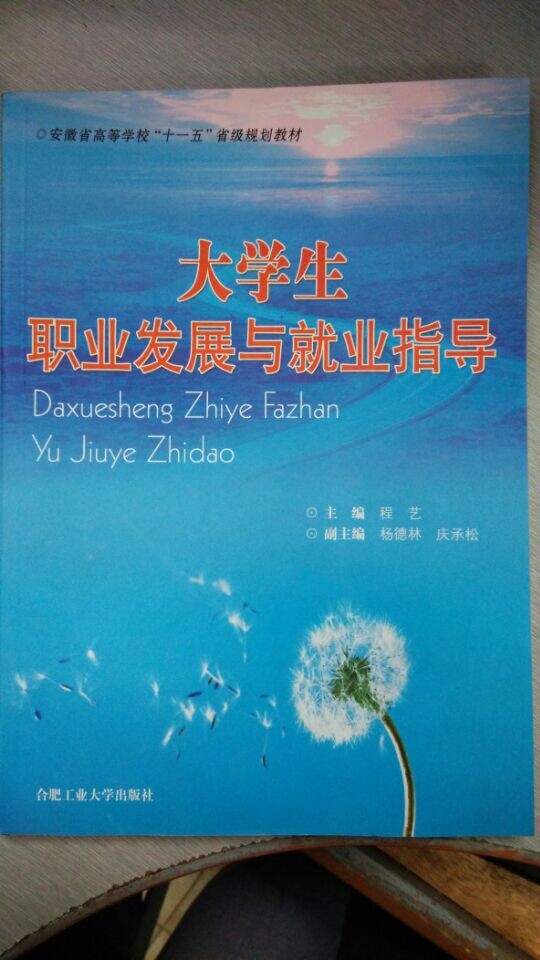 ◎安徽省高等学校“十一五”省级规划教材
大学生
职业发展与就业指导
Daxuesheng Zhiye Fazhan
Yu Jiuye Zhidao
⊙ 主 编 程 艺
⊙ 副主编 杨德林 庆承松
合肥工业大学出版社